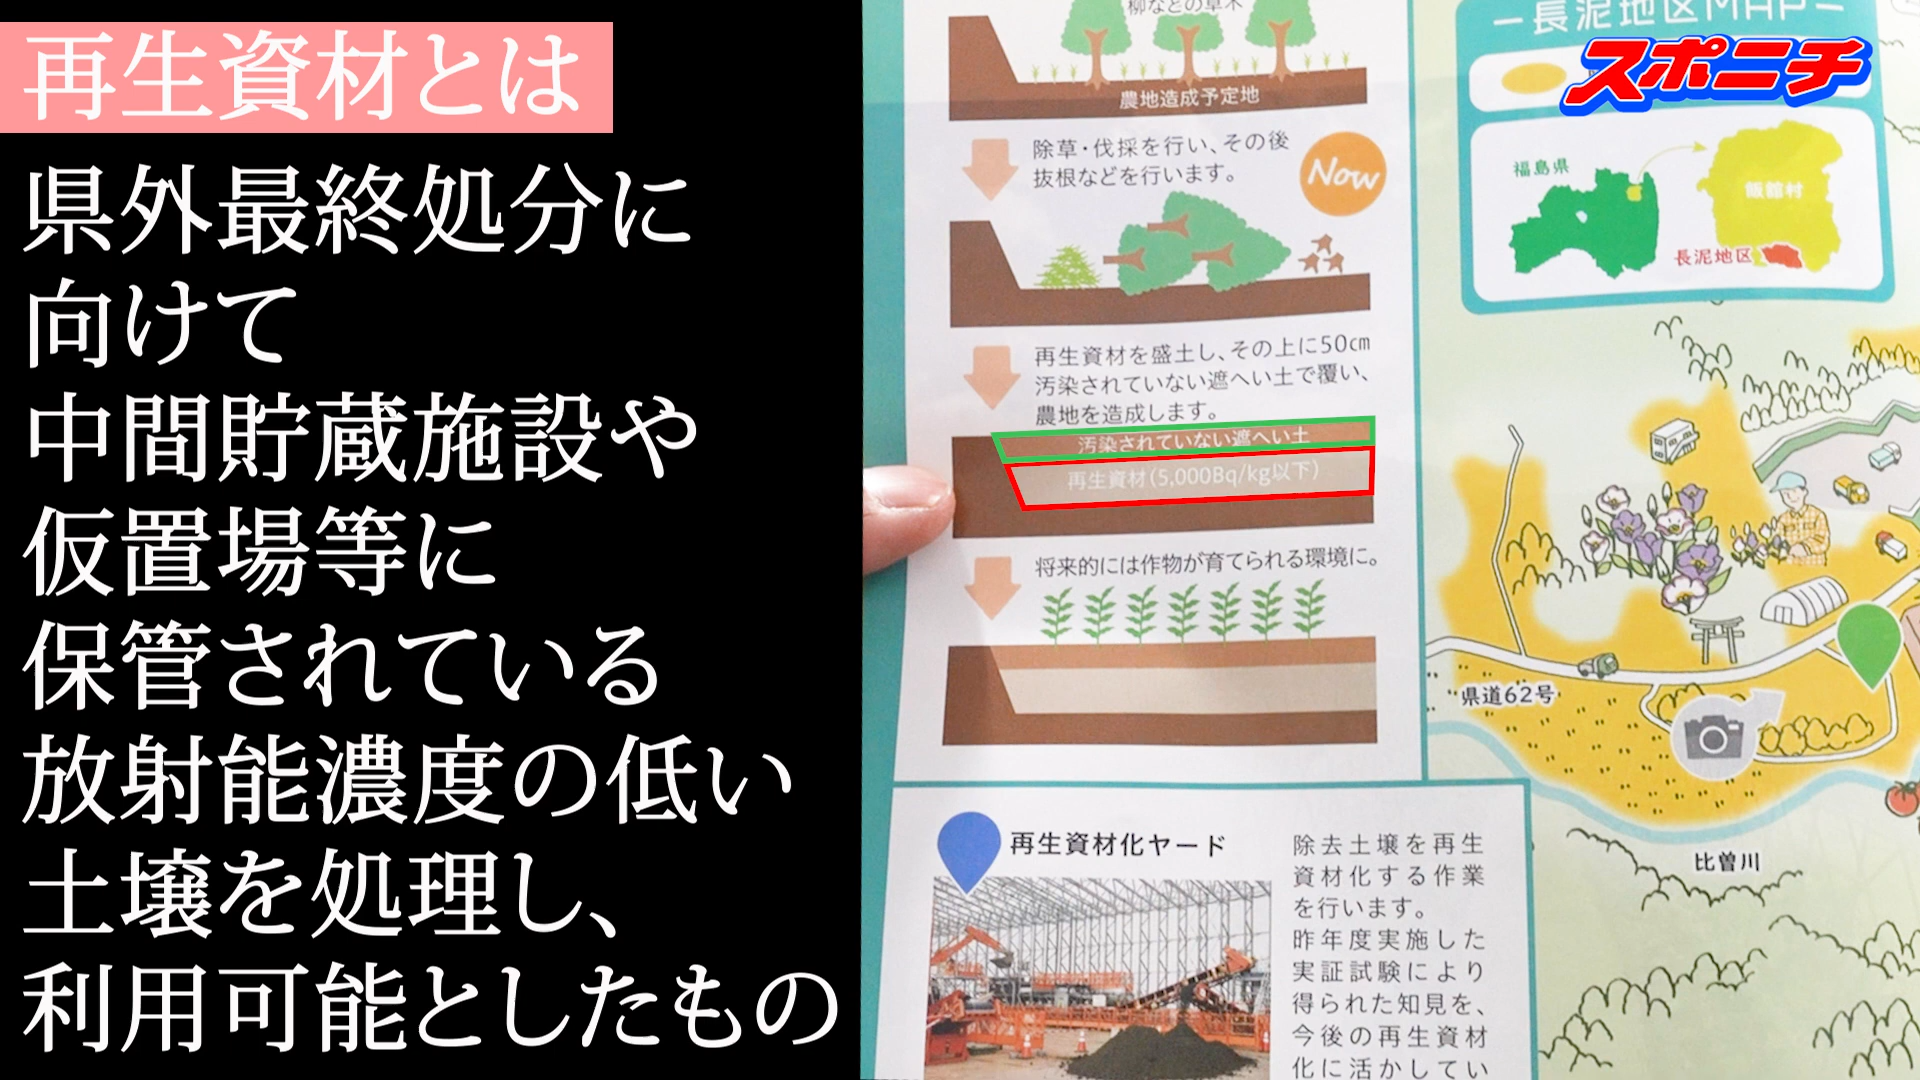 再生資材とは
県外最終処分に
向けて
中間貯蔵施設や
仮置場等に
保管されている
放射能濃度の低い
土壌を処理し、
利用可能としたもの
柳などの草木
農地造成予定地
除草・伐採を行い、その後
抜根などを行います。
Now
再生資材を盛土し、その上に50cm
汚染されていない遮へい土で覆い、
農地を造成します。
汚染されていない遮へい土
再生資材(5,000Bq/kg以下)
将来的には作物が育てられる環境に。
再生資材化ヤード
除去土壌を再生
資材化する作業
を行います。
昨年度実施した
実証試験により
得られた知見を、
今後の再生資材
化に活かしてい
ー長泥地区MAPー
スポニチ
福島県
飯舘村
長泥地区
県道62号
比曽川